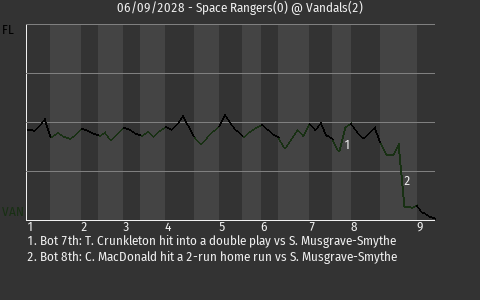 06/09/2028 - Space Rangers(0) @ Vandals(2)
FL
1
2
VAN
1 2 3 4 5 6 7 8 9
1. Bot 7th: T. Crunkleton hit into a double play vs S. Musgrave-Smythe
2. Bot 8th: C. MacDonald hit a 2-run home run vs S. Musgrave-Smythe